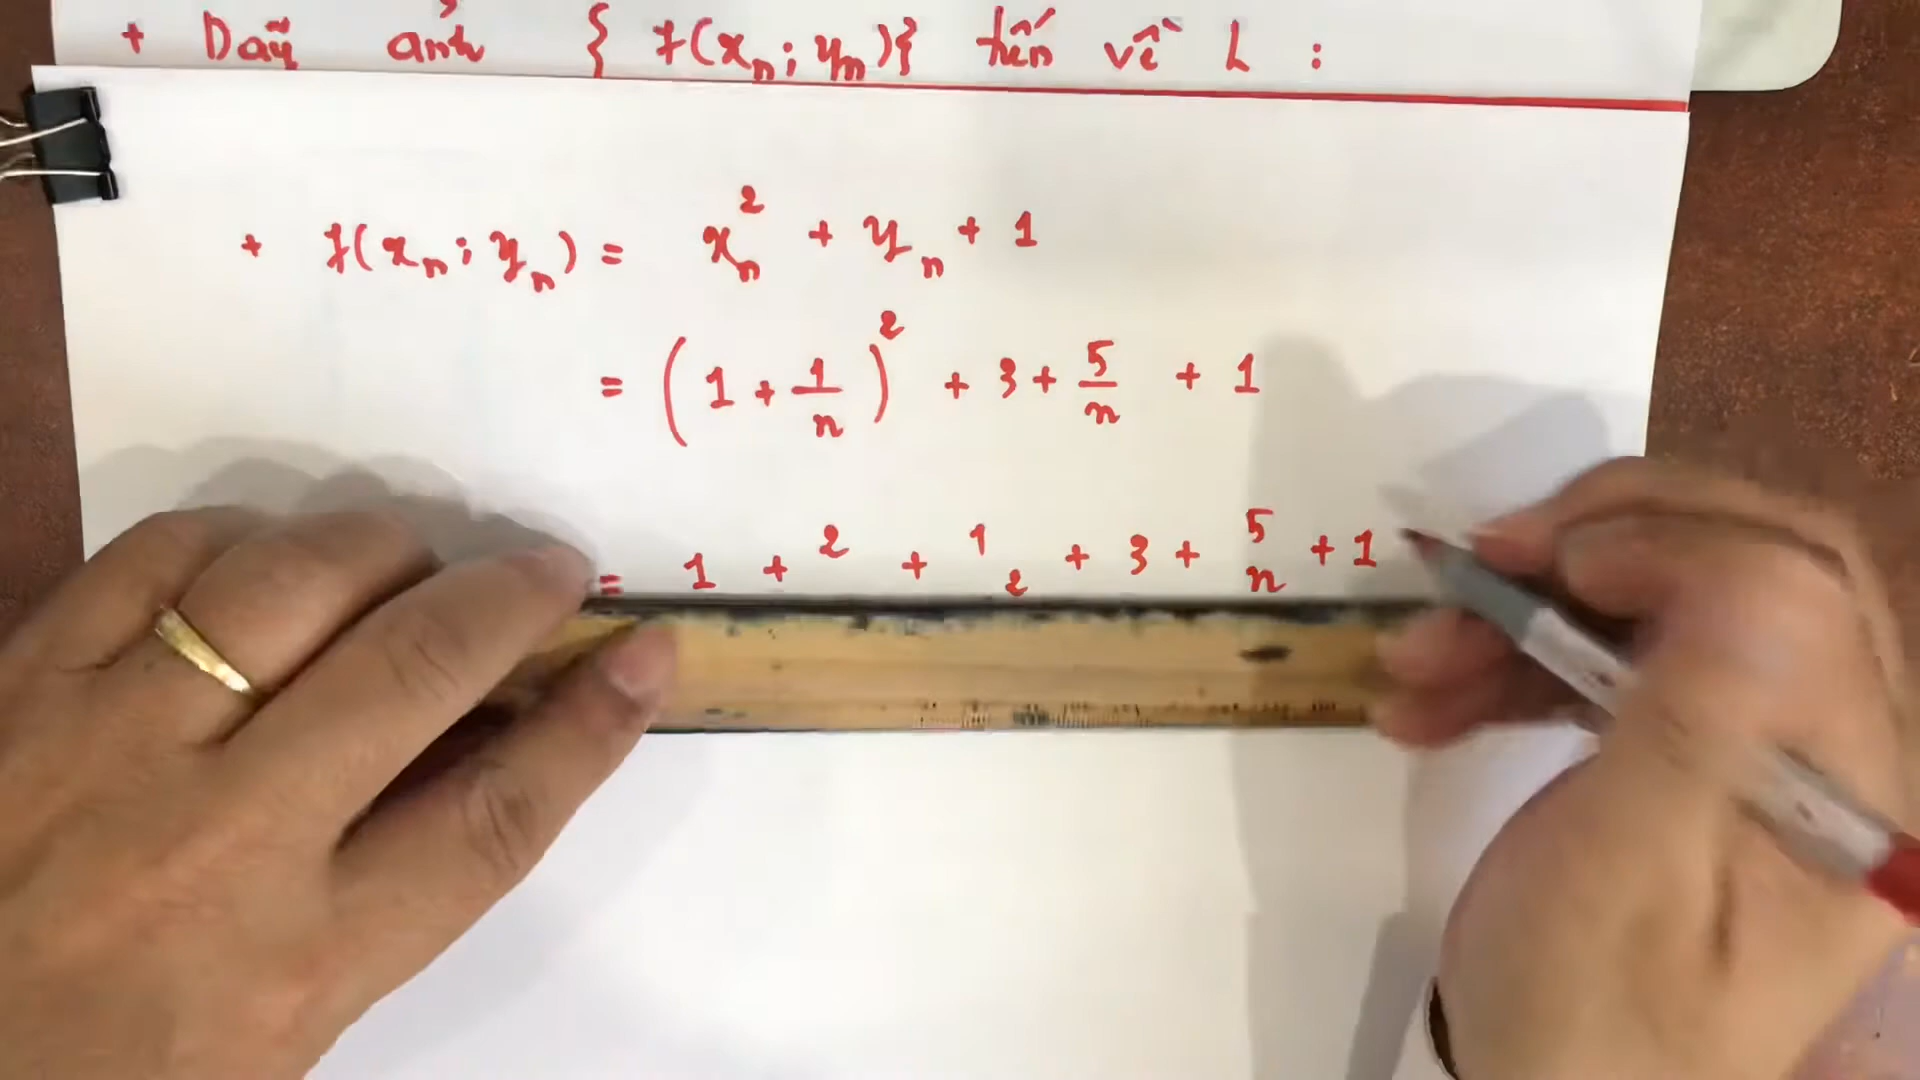 + Dãy ảnh { f(xₙ; yₙ)} tiến về L :
+ f(xₙ; yₙ) = xₙ² + yₙ + 1
= (1 + 1/n)² + 3 + 5/n + 1
= 1 + 2 + 1 2 + 3 + 5 n + 1